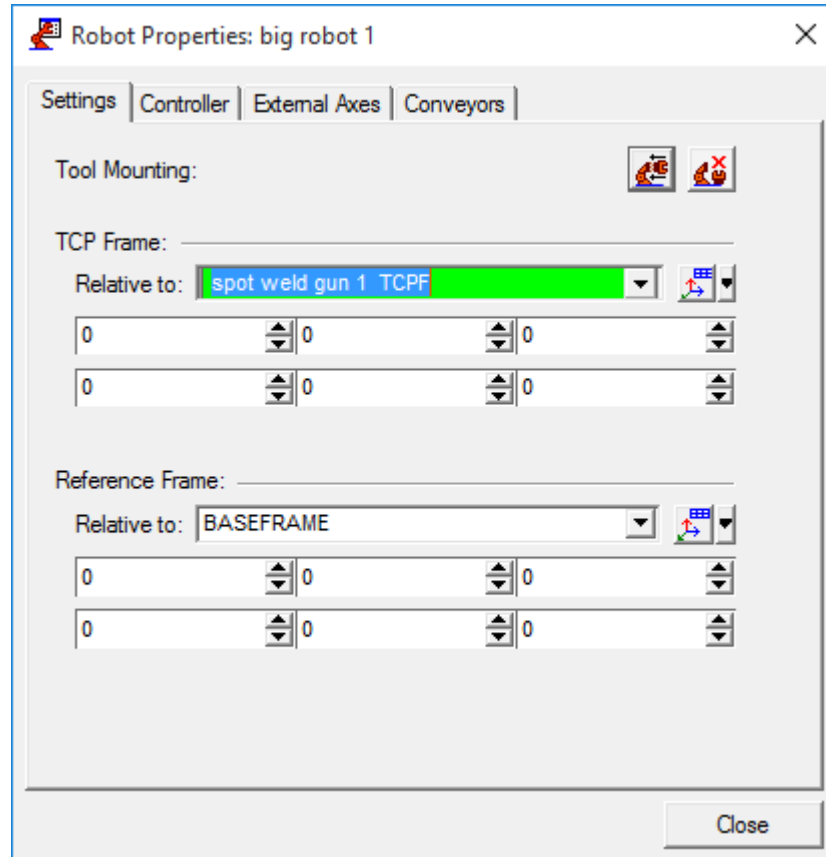 Robot Properties: big robot 1
Settings Controller External Axes Conveyors
Tool Mounting:
TCP Frame:
Relative to: spot weld gun 1 TCPF
0 0 0
0 0 0
Reference Frame:
Relative to: BASEFRAME
0 0 0
0 0 0
Close